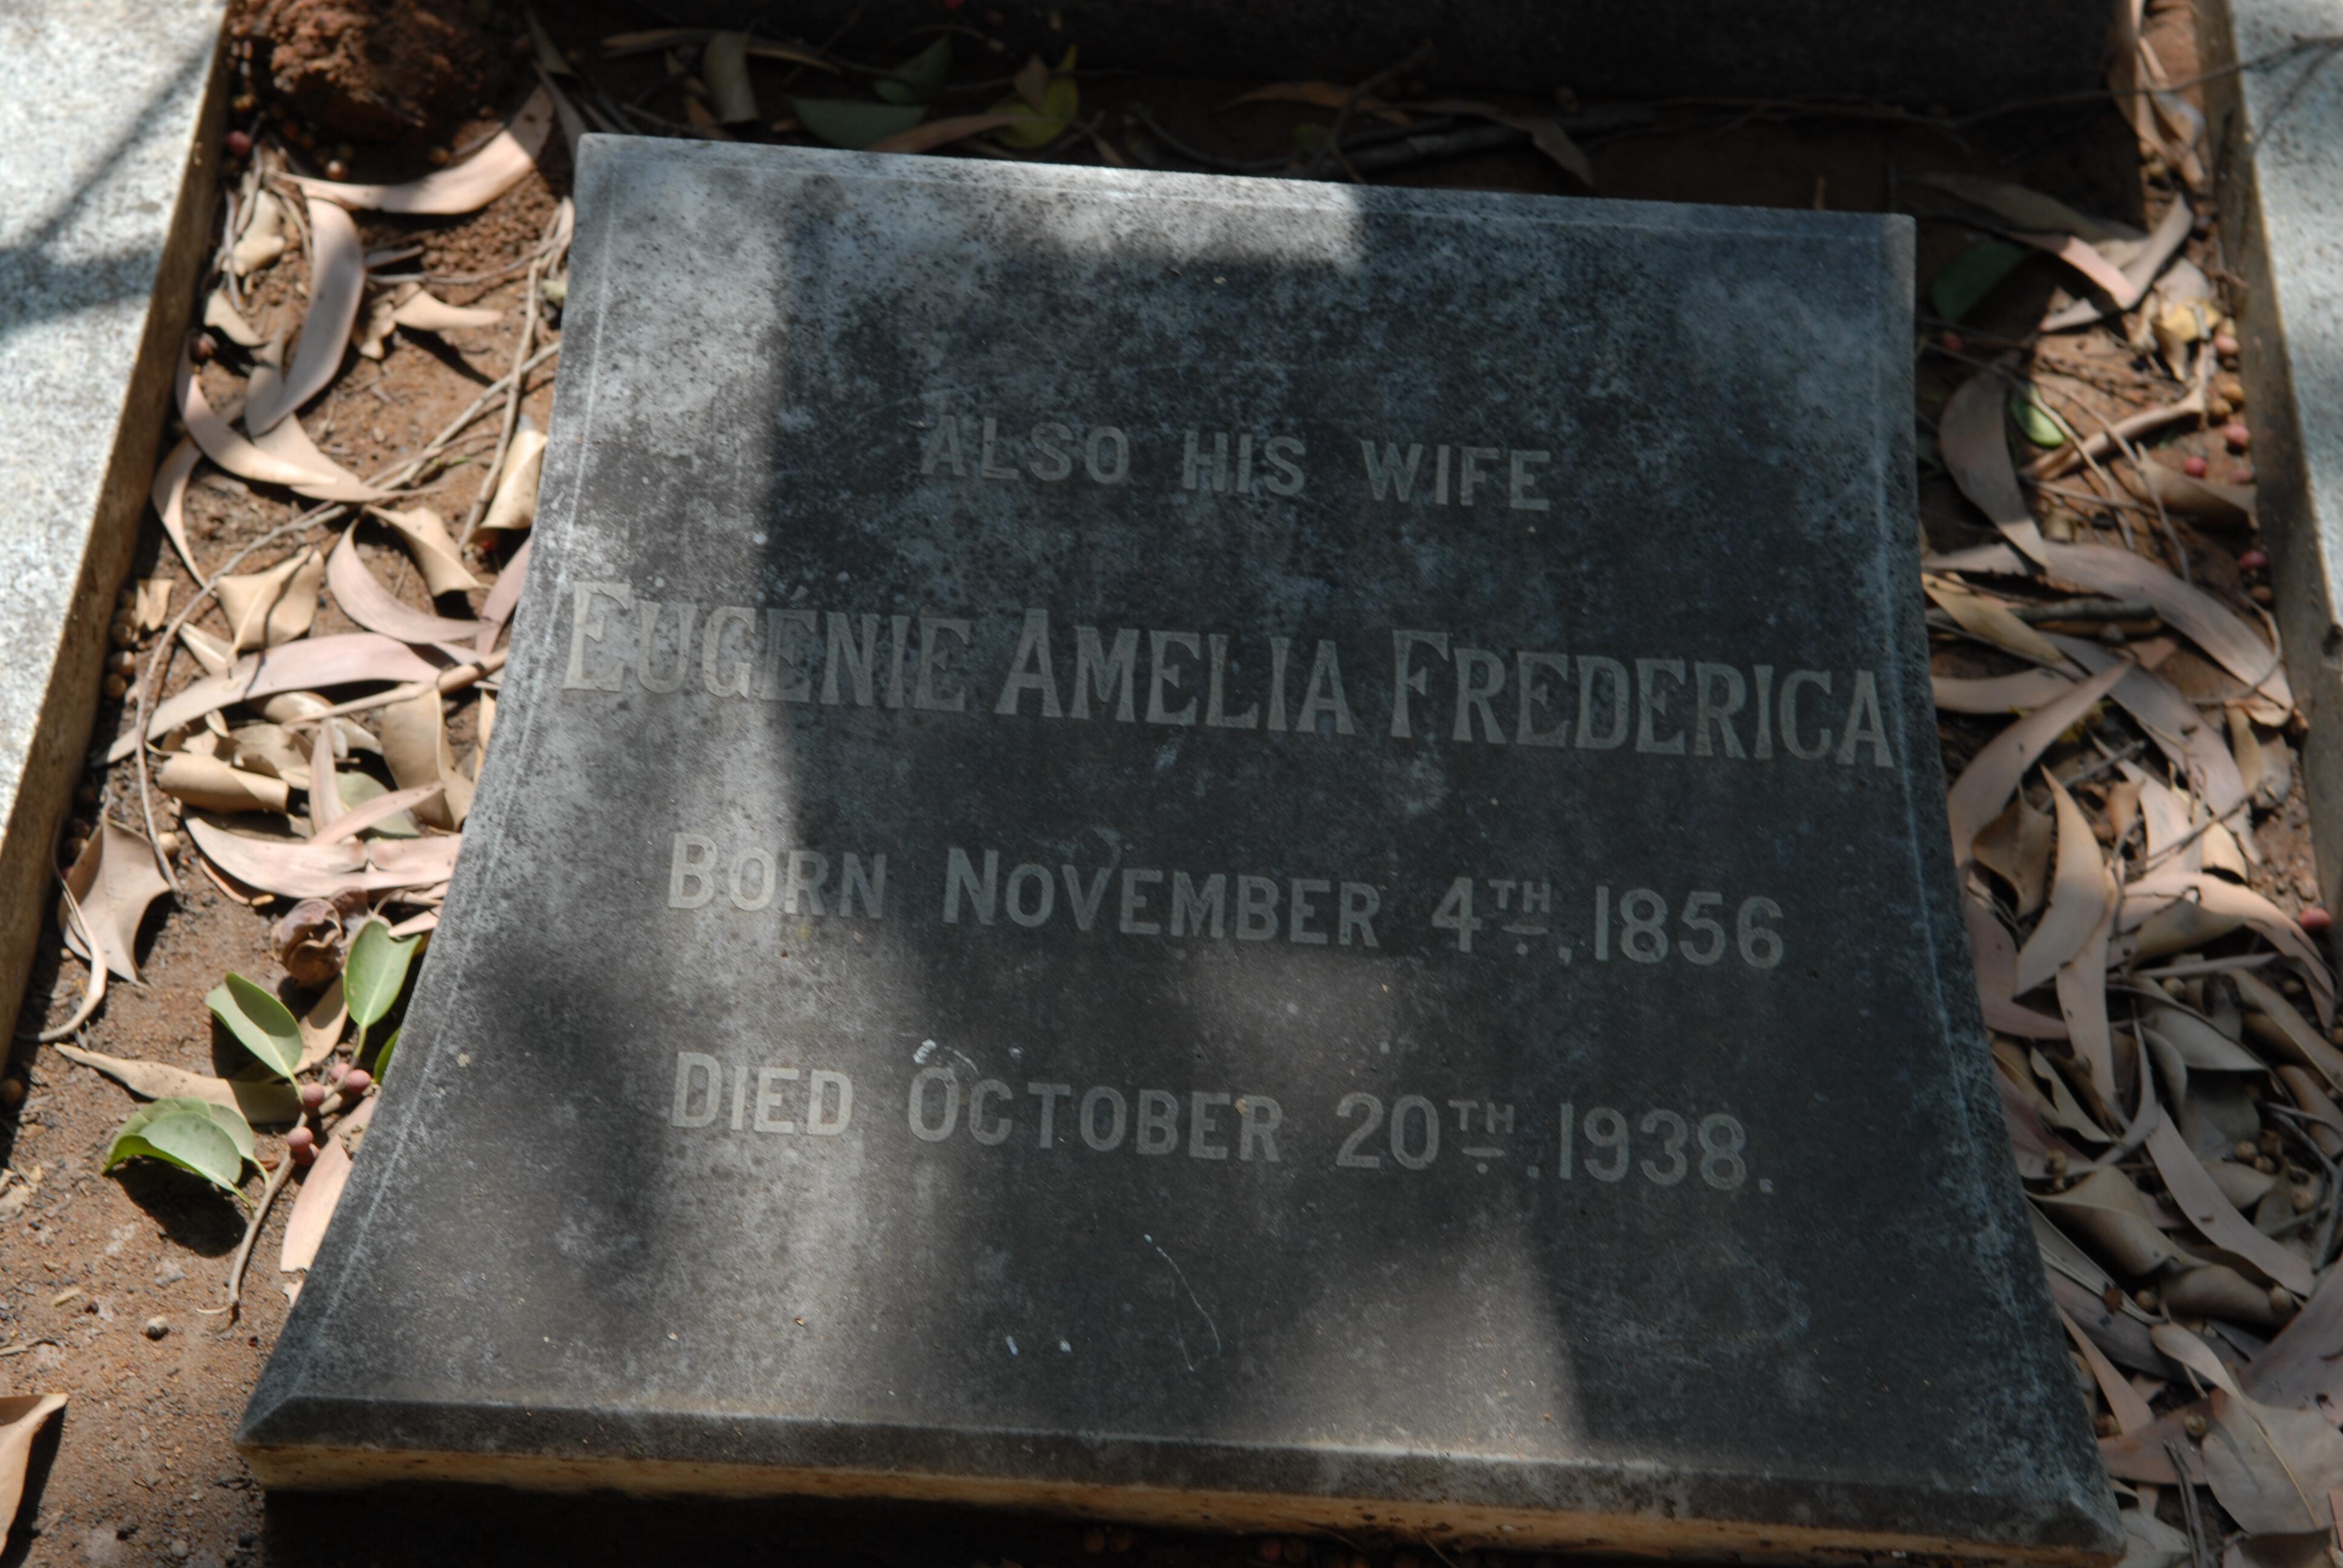 ALSO HIS WIFE
EUGÉNIE AMELIA FREDERICA
BORN NOVEMBER 4TH, 1856
DIED OCTOBER 20TH, 1938.